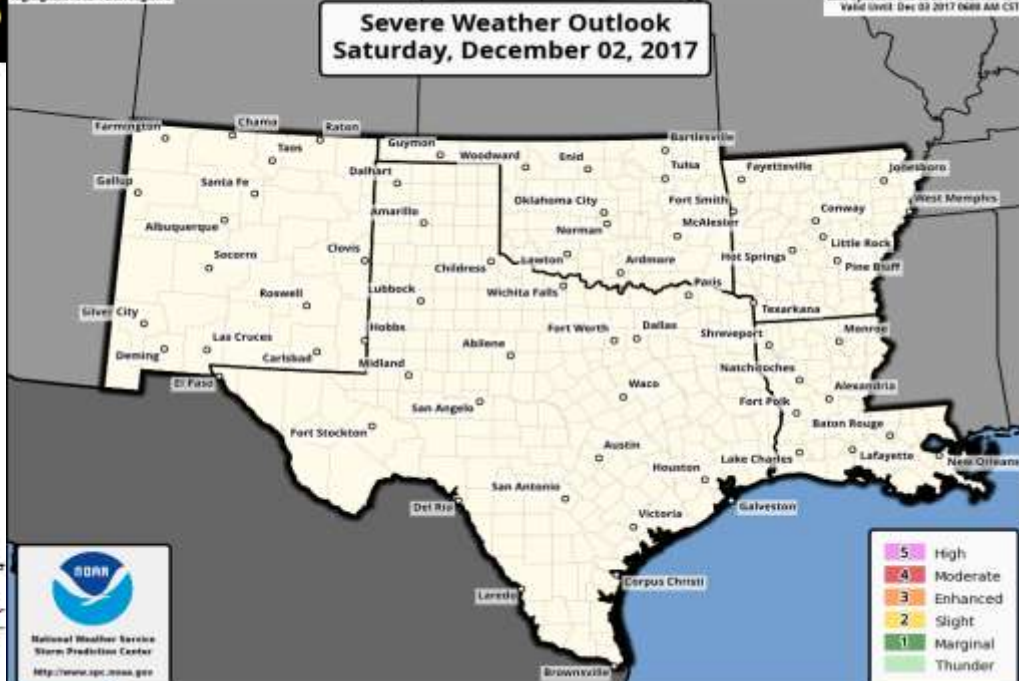 Valid Until: Dec 03 2017 0600 AM CST
Severe Weather Outlook
Saturday, December 02, 2017
Farmington
Chama
Raton
Taos
Guymon
Woodward
Enid
Bartlesville
Tulsa
Fayetteville
Jonesboro
Gallup
Santa Fe
Dalhart
Oklahoma City
Fort Smith
Conway
West Memphis
Albuquerque
Amarillo
Norman
McAlester
Little Rock
Socorro
Clovis
Childress
Lawton
Ardmore
Hot Springs
Pine Bluff
Roswell
Lubbock
Wichita Falls
Paris
Texarkana
Silver City
Las Cruces
Hobbs
Abilene
Fort Worth
Dallas
Shreveport
Monroe
Deming
Carlsbad
Midland
Natchitoches
El Paso
San Angelo
Waco
Fort Polk
Alexandria
Fort Stockton
Baton Rouge
Austin
Houston
Lake Charles
Lafayette
New Orleans
Del Rio
San Antonio
Galveston
Victoria
Laredo
Corpus Christi
Brownsville
NOAA
National Weather Service
Storm Prediction Center
http://www.spc.noaa.gov
5 High
4 Moderate
3 Enhanced
2 Slight
1 Marginal
Thunder